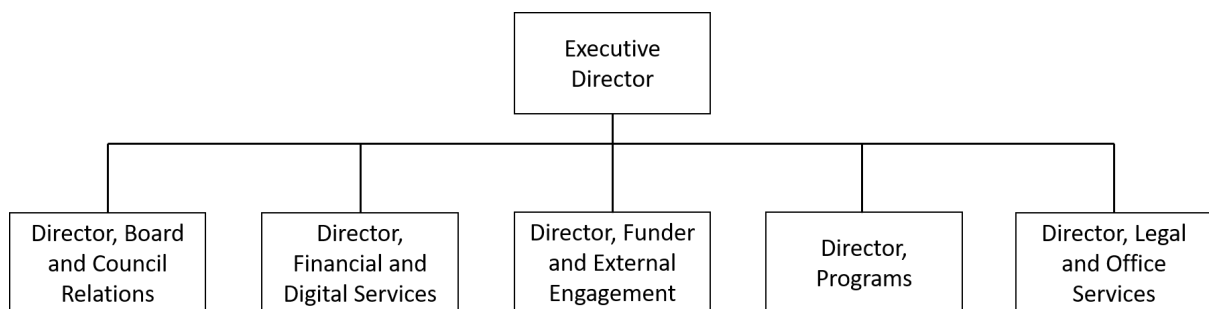 Executive
Director
Director, Board
and Council
Relations
Director,
Financial and
Digital Services
Director, Funder
and External
Engagement
Director,
Programs
Director, Legal
and Office
Services